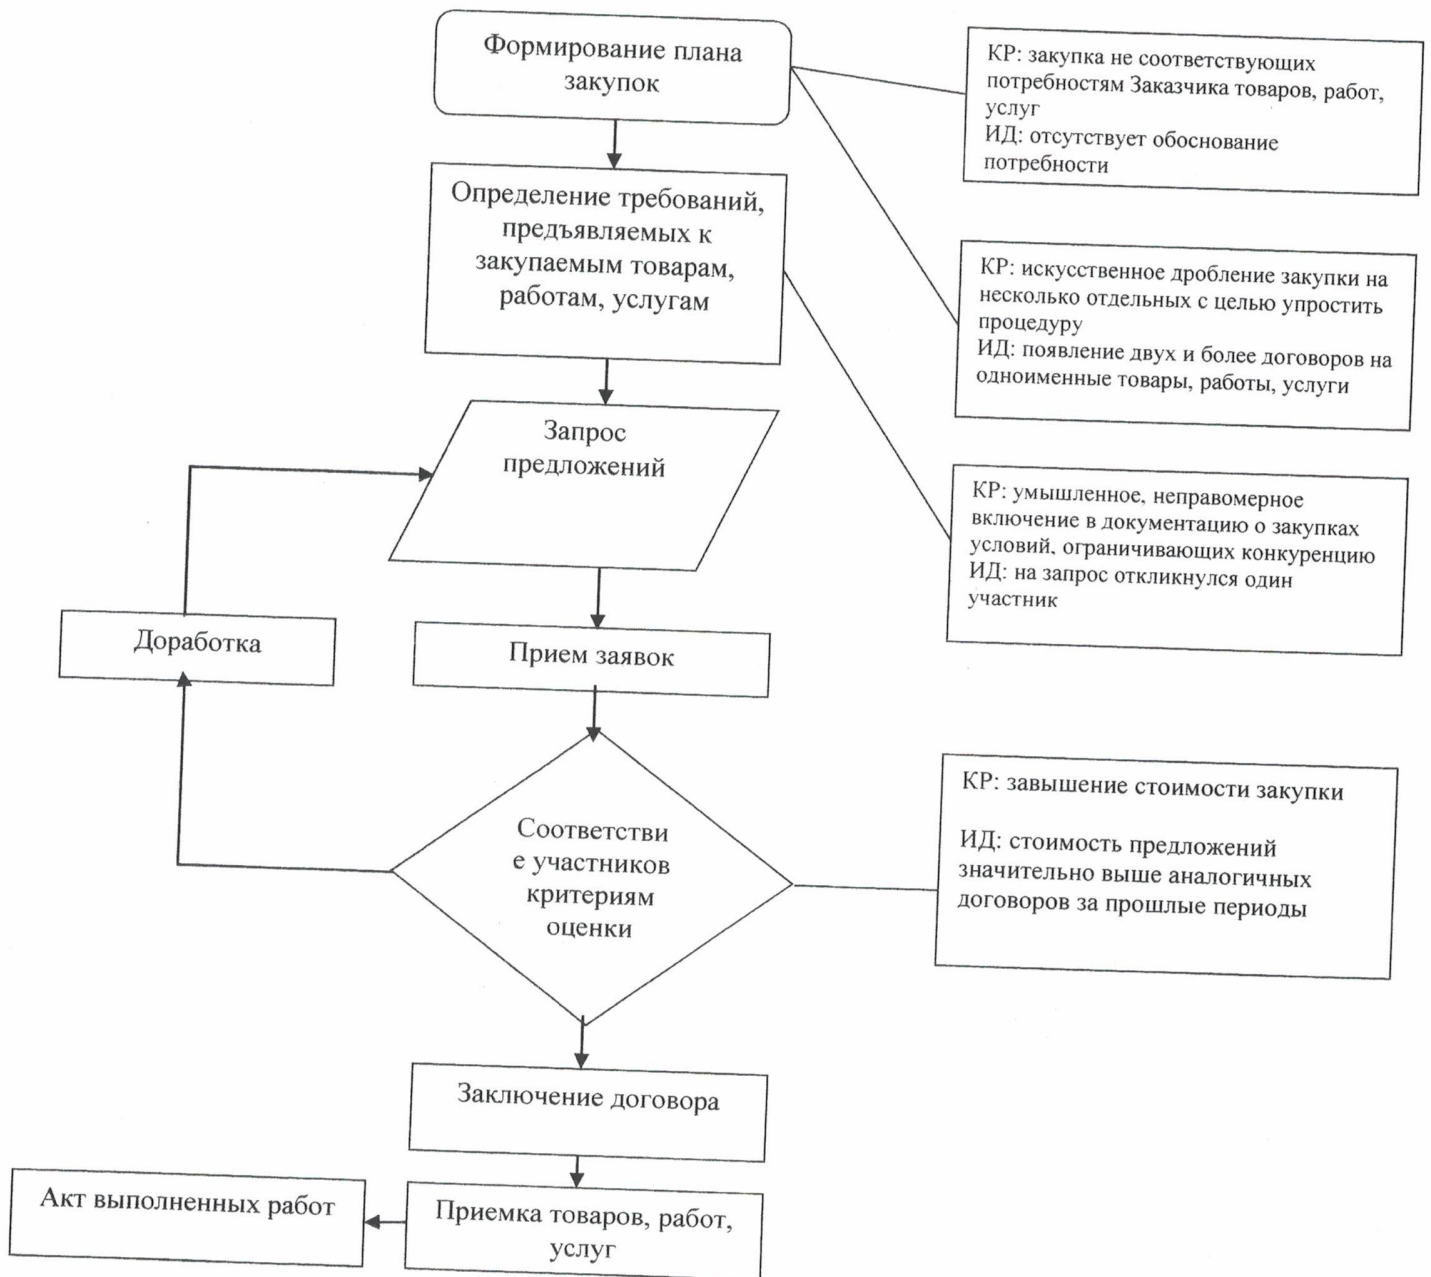 Формирование плана
закупок
КР: закупка не соответствующих
потребностям Заказчика товаров, работ,
услуг
ИД: отсутствует обоснование
потребности
Определение требований,
предъявляемых к
закупаемым товарам,
работам, услугам
КР: искусственное дробление закупки на
несколько отдельных с целью упростить
процедуру
ИД: появление двух и более договоров на
одноименные товары, работы, услуги
Запрос
предложений
КР: умышленное, неправомерное
включение в документацию о закупках
условий, ограничивающих конкуренцию
ИД: на запрос откликнулся один
участник
Доработка
Прием заявок
Соответстви
е участников
критериям
оценки
КР: завышение стоимости закупки
ИД: стоимость предложений
значительно выше аналогичных
договоров за прошлые периоды
Заключение договора
Приемка товаров, работ,
услуг
Акт выполненных работ